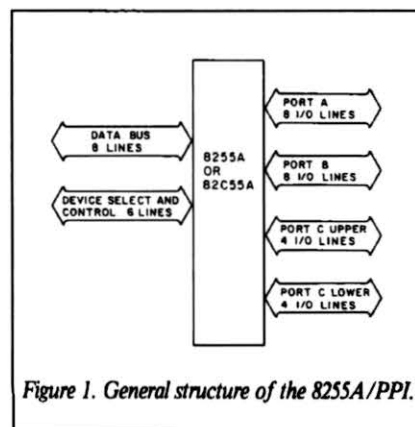 DATA BUS
8 LINES
DEVICE SELECT AND
CONTROL 6 LINES
8255A
OR
82C55A
PORT A
8 I/O LINES
PORT B
8 I/O LINES
PORT C UPPER
4 I/O LINES
PORT C LOWER
4 I/O LINES
Figure 1. General structure of the 8255A/PPI.